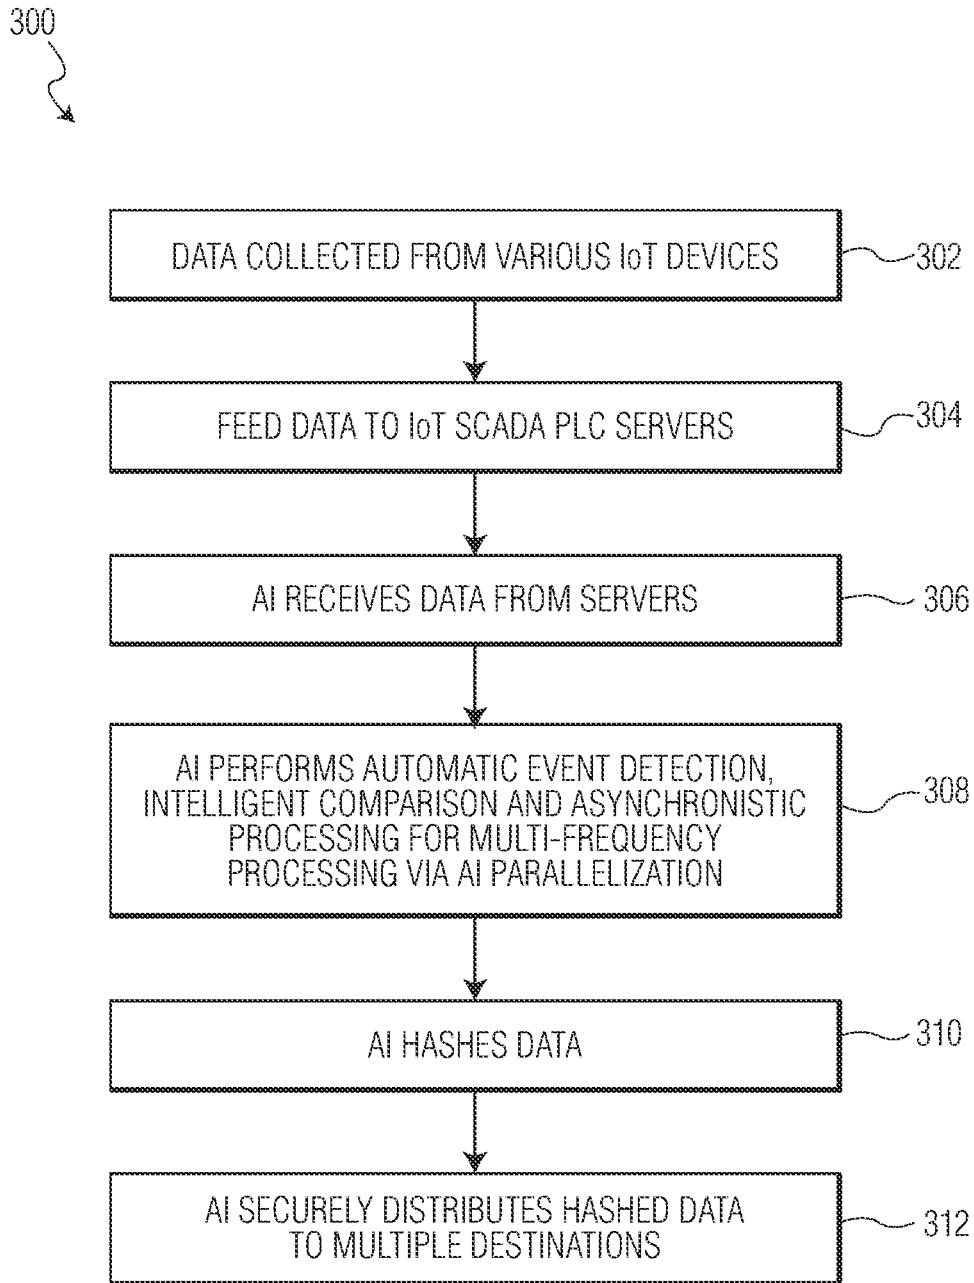 300
DATA COLLECTED FROM VARIOUS IoT DEVICES
302
FEED DATA TO IoT SCADA PLC SERVERS
304
AI RECEIVES DATA FROM SERVERS
306
AI PERFORMS AUTOMATIC EVENT DETECTION,
INTELLIGENT COMPARISON AND ASYNCHRONISTIC
PROCESSING FOR MULTI-FREQUENCY
PROCESSING VIA AI PARALLELIZATION
308
AI HASHES DATA
310
AI SECURELY DISTRIBUTES HASHED DATA
TO MULTIPLE DESTINATIONS
312